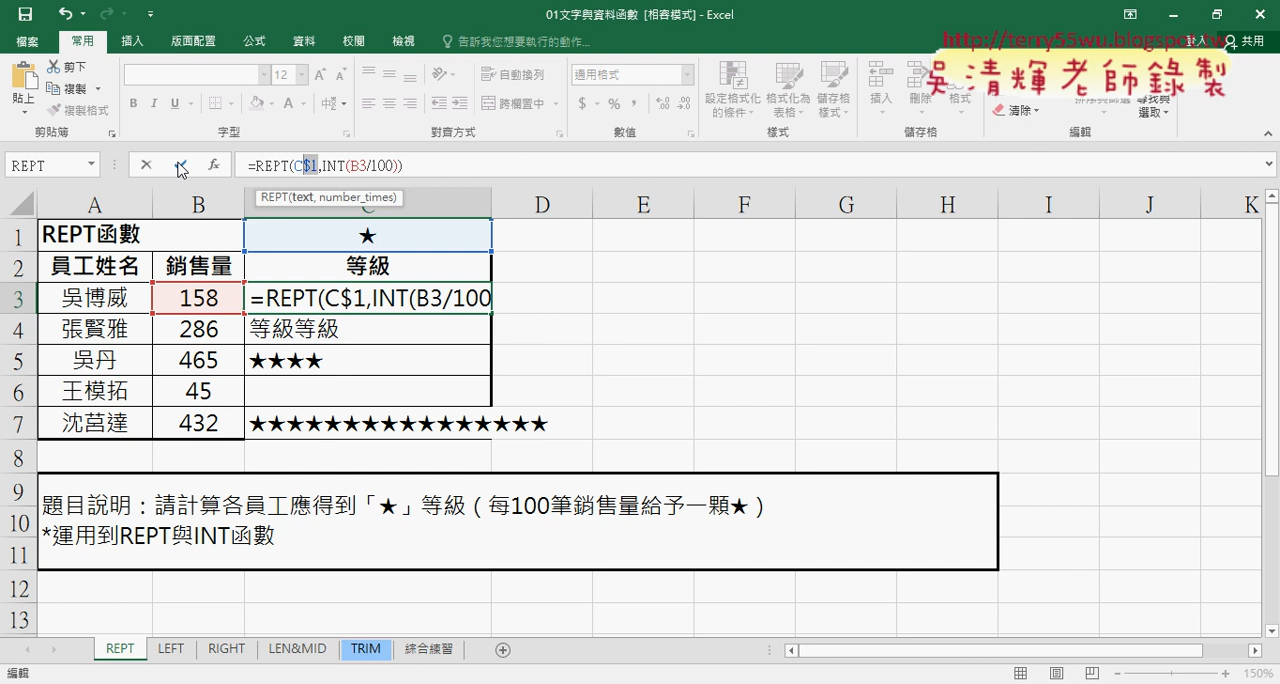 01文字與資料函數 [相容模式] - Excel
檔案 常用 插入 版面配置 公式 資料 校閱 檢視 告訴我您想要執行的動作... 登入 共用
http://terry55wu.blogspot.tw
吳清輝老師錄製
剪下
複製
複製格式
貼上
12
自動換列
跨欄置中
通用格式
設定格式化的條件
格式化為表格
儲存格樣式
插入 刪除 格式
清除
尋找與選取
剪貼簿 字型 對齊方式 數值 樣式 儲存格 編輯
REPT =REPT(C$1,INT(B3/100))
REPT(text, number_times)
A B C D E F G H I J K
1 REPT函數 ★
2 員工姓名 銷售量 等級
3 吳博威 158 =REPT(C$1,INT(B3/100
4 張賢雅 286 等級等級
5 吳丹 465 ★★★★
6 王模拓 45
7 沈莒達 432 ★★★★★★★★★★★★★★★★
8
9
10
11
題目說明：請計算各員工應得到「★」等級（每100筆銷售量給予一顆★）
*運用到REPT與INT函數
12
13
REPT LEFT RIGHT LEN&MID TRIM 綜合練習
編輯 150%